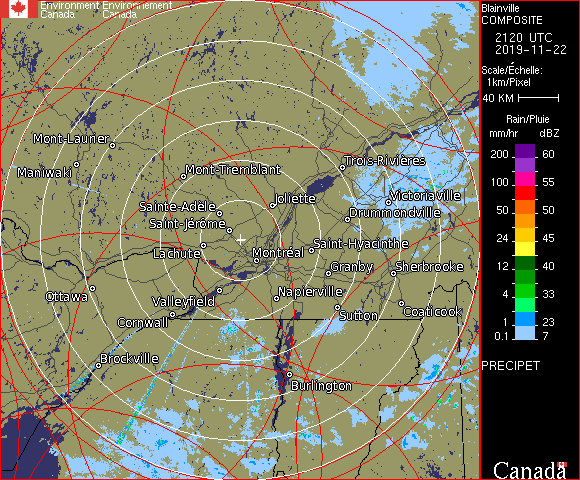 Environment Environnement
Canada Canada
Blainville
COMPOSITE
2120 UTC
2019-11-22
Scale/Échelle:
1km/Pixel
40 KM
Rain/Pluie
mm/hr dBZ
200 60
100 55
50 50
24 45
12 40
4 33
1 23
0.1 7
PRECIPET
Canada
Mont-Laurier
Maniwaki
Mont-Tremblant
Trois-Rivières
Joliette
Victoriaville
Sainte-Adèle
Drummondville
Saint-Jérôme
Saint-Hyacinthe
Lachute
Montréal
Granby
Sherbrooke
Ottawa
Valleyfield
Napierville
Coaticook
Cornwall
Sutton
Brockville
Burlington